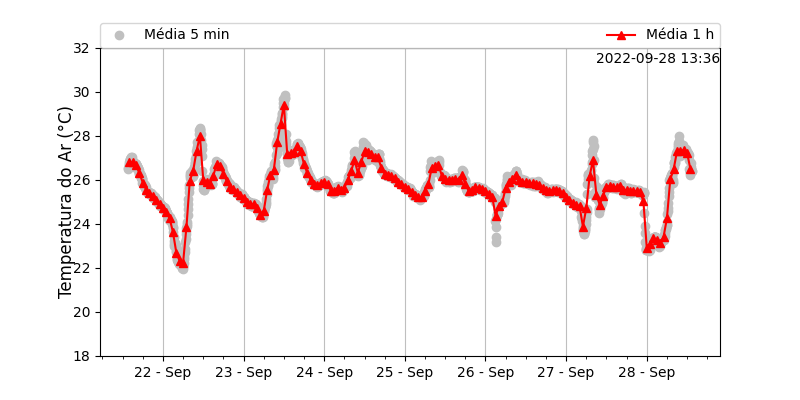 Média 5 min
Média 1 h
2022-09-28 13:36
Temperatura do Ar (°C)
32
30
28
26
24
22
20
18
22 - Sep
23 - Sep
24 - Sep
25 - Sep
26 - Sep
27 - Sep
28 - Sep